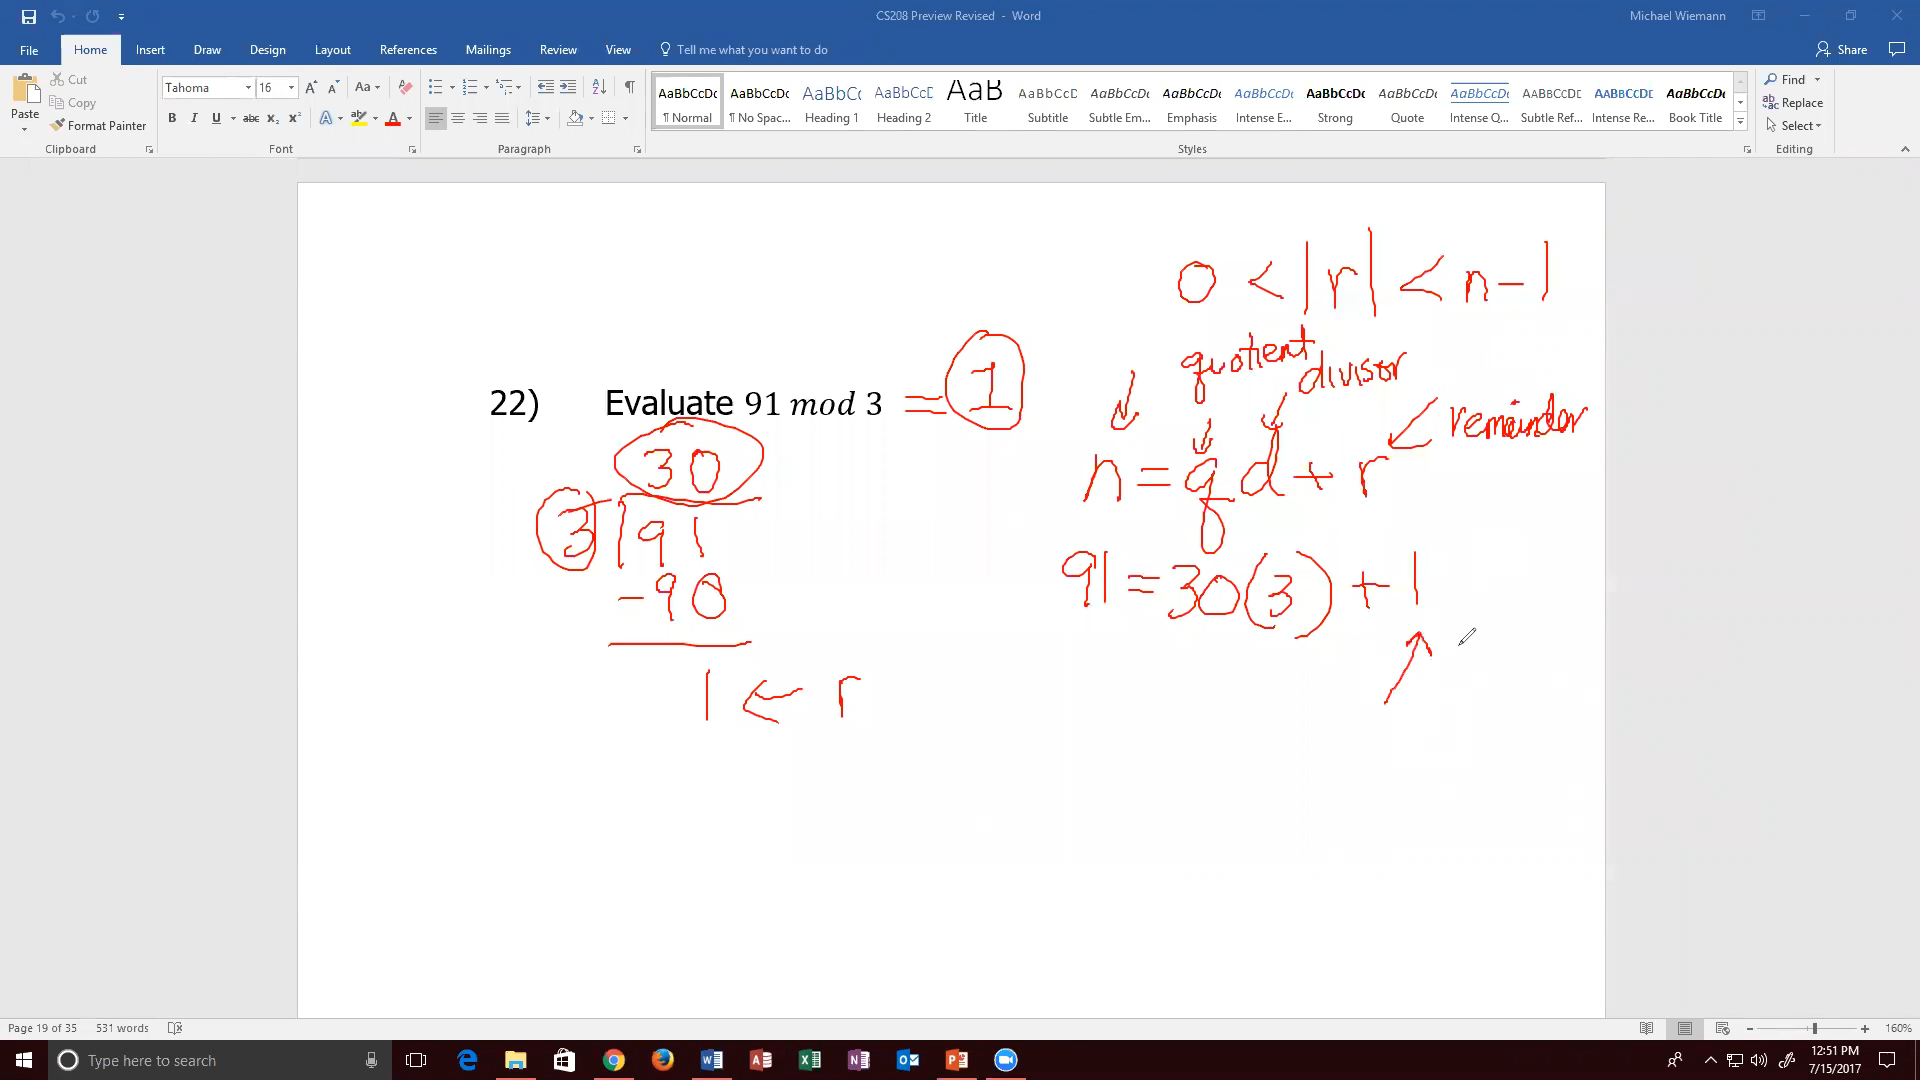 CS208 Preview Revised - Word
Michael Wiemann
File Home Insert Draw Design Layout References Mailings Review View Tell me what you want to do Share
Paste Cut Copy Format Painter
Tahoma 16
AaBbCcDc AaBbCcDc AaBbCc AaBbCcD AaB AaBbCcD AaBbCcDc AaBbCcDc AaBbCcDc AaBbCcDc AaBbCcDc AaBbCcDc AaBbCcDc AaBbCcDc AaBbCcDc
¶ Normal ¶ No Spac... Heading 1 Heading 2 Title Subtitle Subtle Em... Emphasis Intense E... Strong Quote Intense Q... Subtle Ref... Intense Re... Book Title
Find Replace Select
Clipboard Font Paragraph Styles Editing
0 < |r| < n-1
quotient
divisor
22) Evaluate 91 mod 3 = 1
remainder
30
n = q d + r
3 91
91 = 30(3) + 1
-90
1 ← r
Page 19 of 35 531 words 160%
Type here to search
12:51 PM
7/15/2017